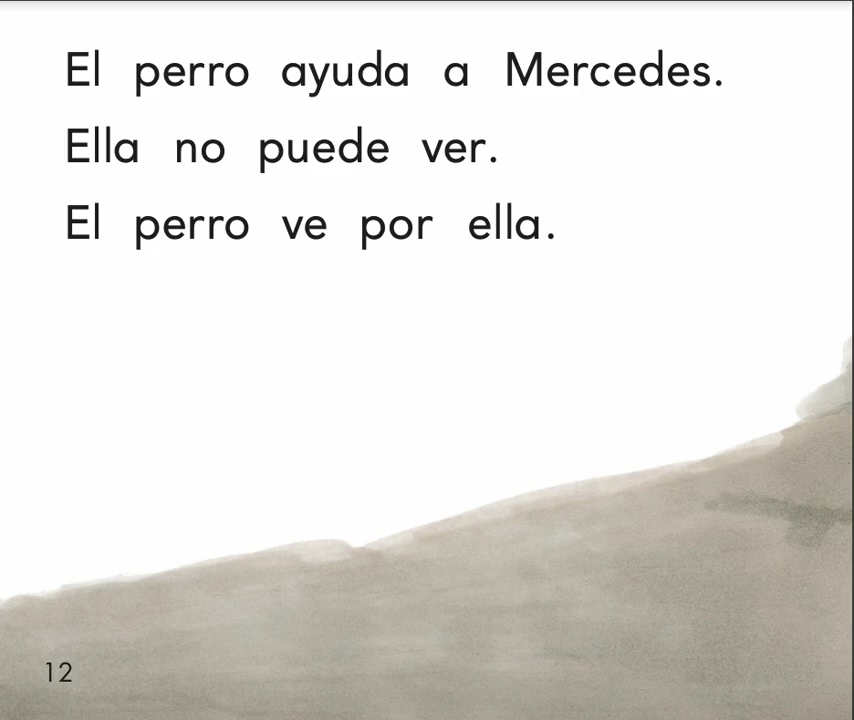 El perro ayuda a Mercedes.
Ella no puede ver.
El perro ve por ella.
12